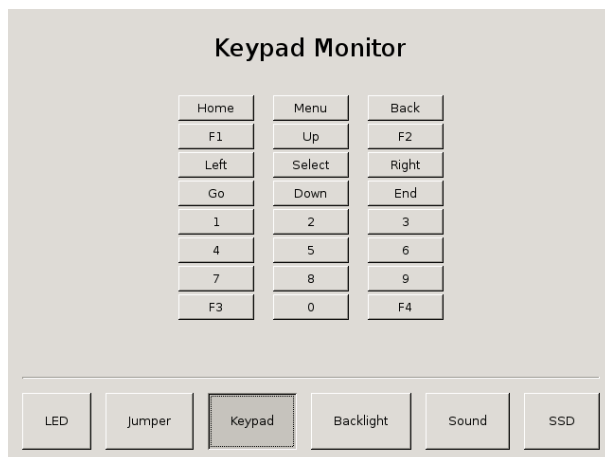 Keypad Monitor
Home Menu Back
F1 Up F2
Left Select Right
Go Down End
1 2 3
4 5 6
7 8 9
F3 0 F4
LED Jumper Keypad Backlight Sound SSD